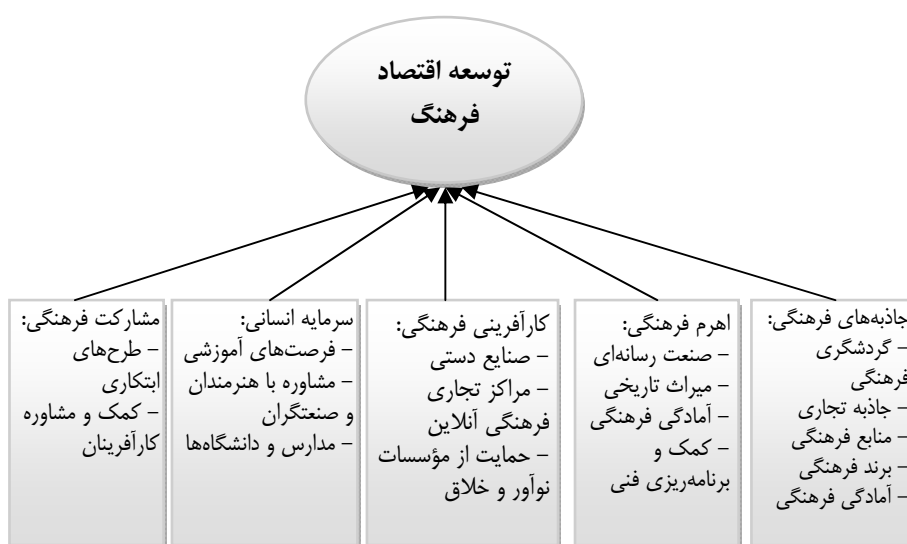 توسعه اقتصاد
فرهنگ
جاذبه‌های فرهنگی:
– گردشگری
فرهنگی
– جاذبه تجاری
– منابع فرهنگی
– برند فرهنگی
– آمادگی فرهنگی
اهرم فرهنگی:
– صنعت رسانه‌ای
– میراث تاریخی
– آمادگی فرهنگی
– کمک و
برنامه‌ریزی فنی
کارآفرینی فرهنگی:
– صنایع دستی
– مراکز تجاری
فرهنگی آنلاین
– حمایت از مؤسسات
نوآور و خلاق
سرمایه انسانی:
– فرصت‌های آموزشی
– مشاوره با هنرمندان
و صنعتگران
– مدارس و دانشگاه‌ها
مشارکت فرهنگی:
– طرح‌های
ابتکاری
– کمک و مشاوره
کارآفرینان